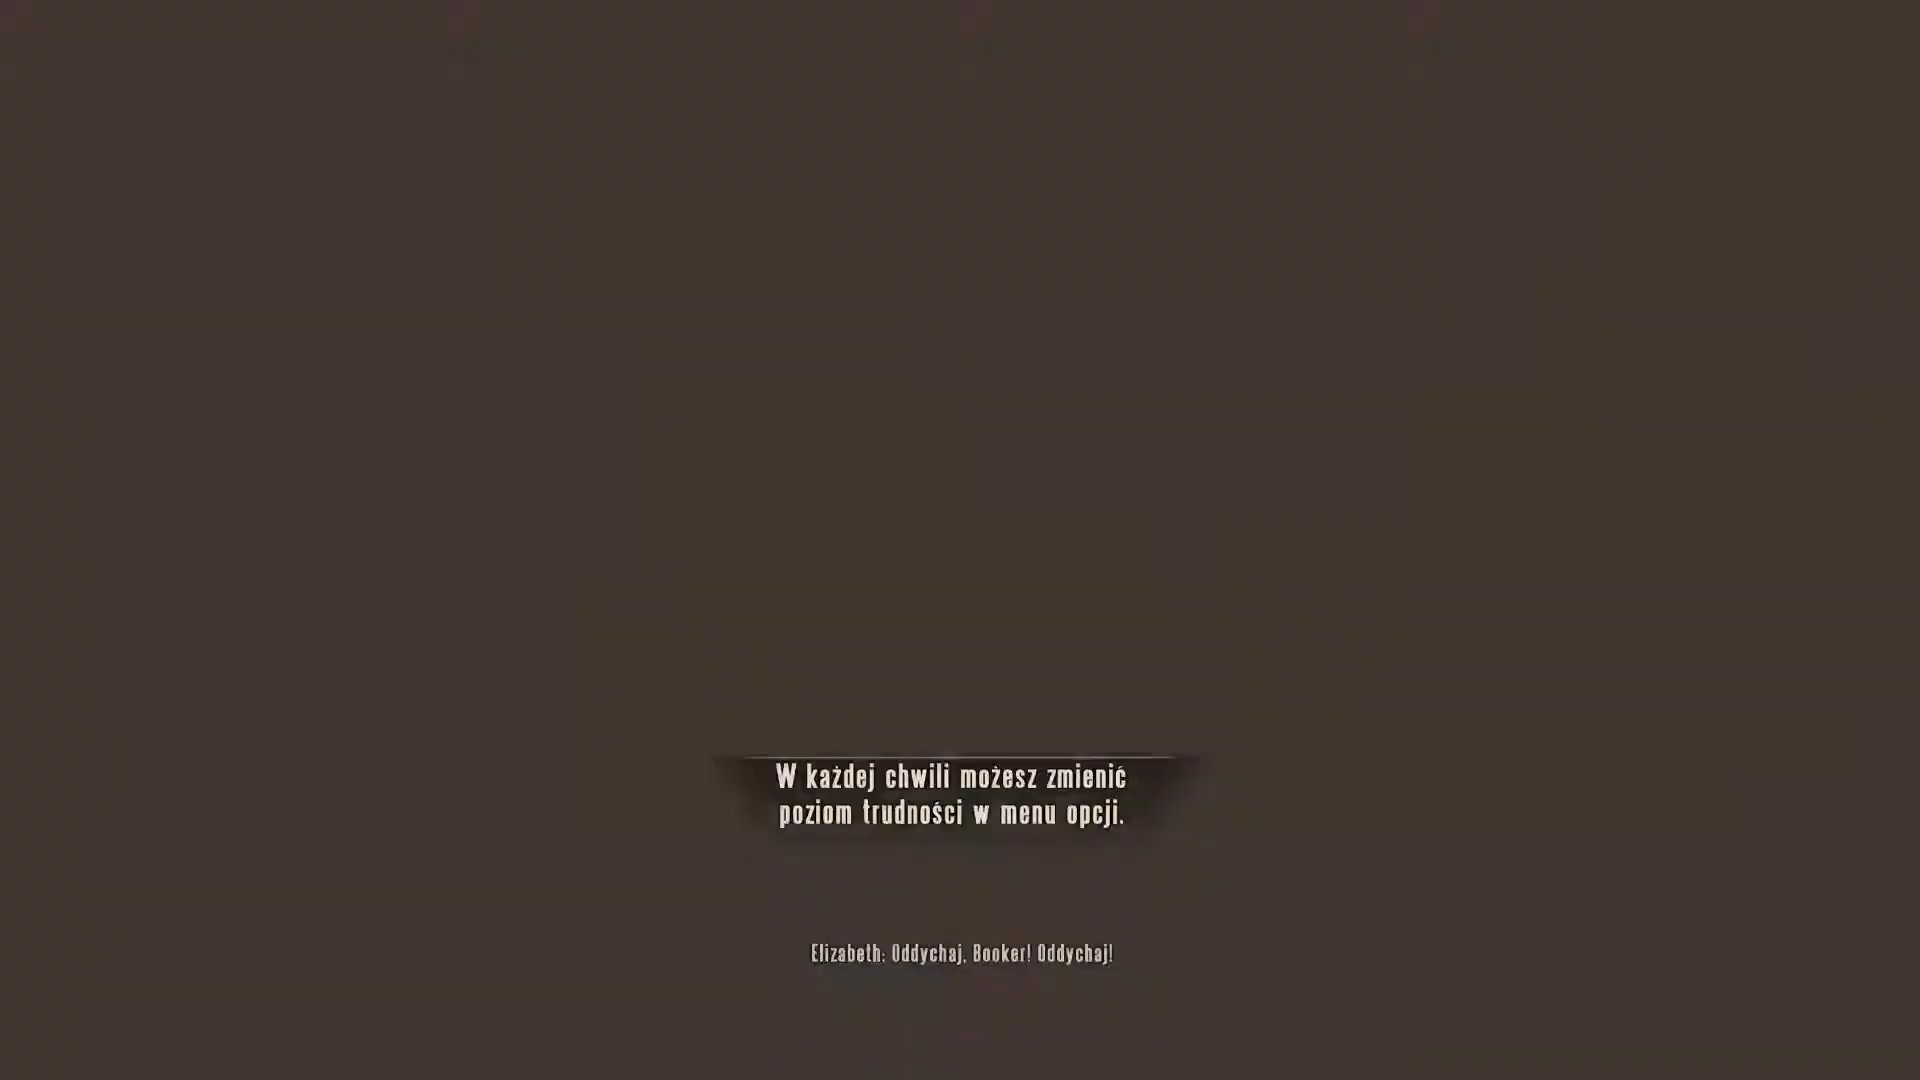 W każdej chwili możesz zmienić
poziom trudności w menu opcji.
Elizabeth: Oddychaj, Booker! Oddychaj!